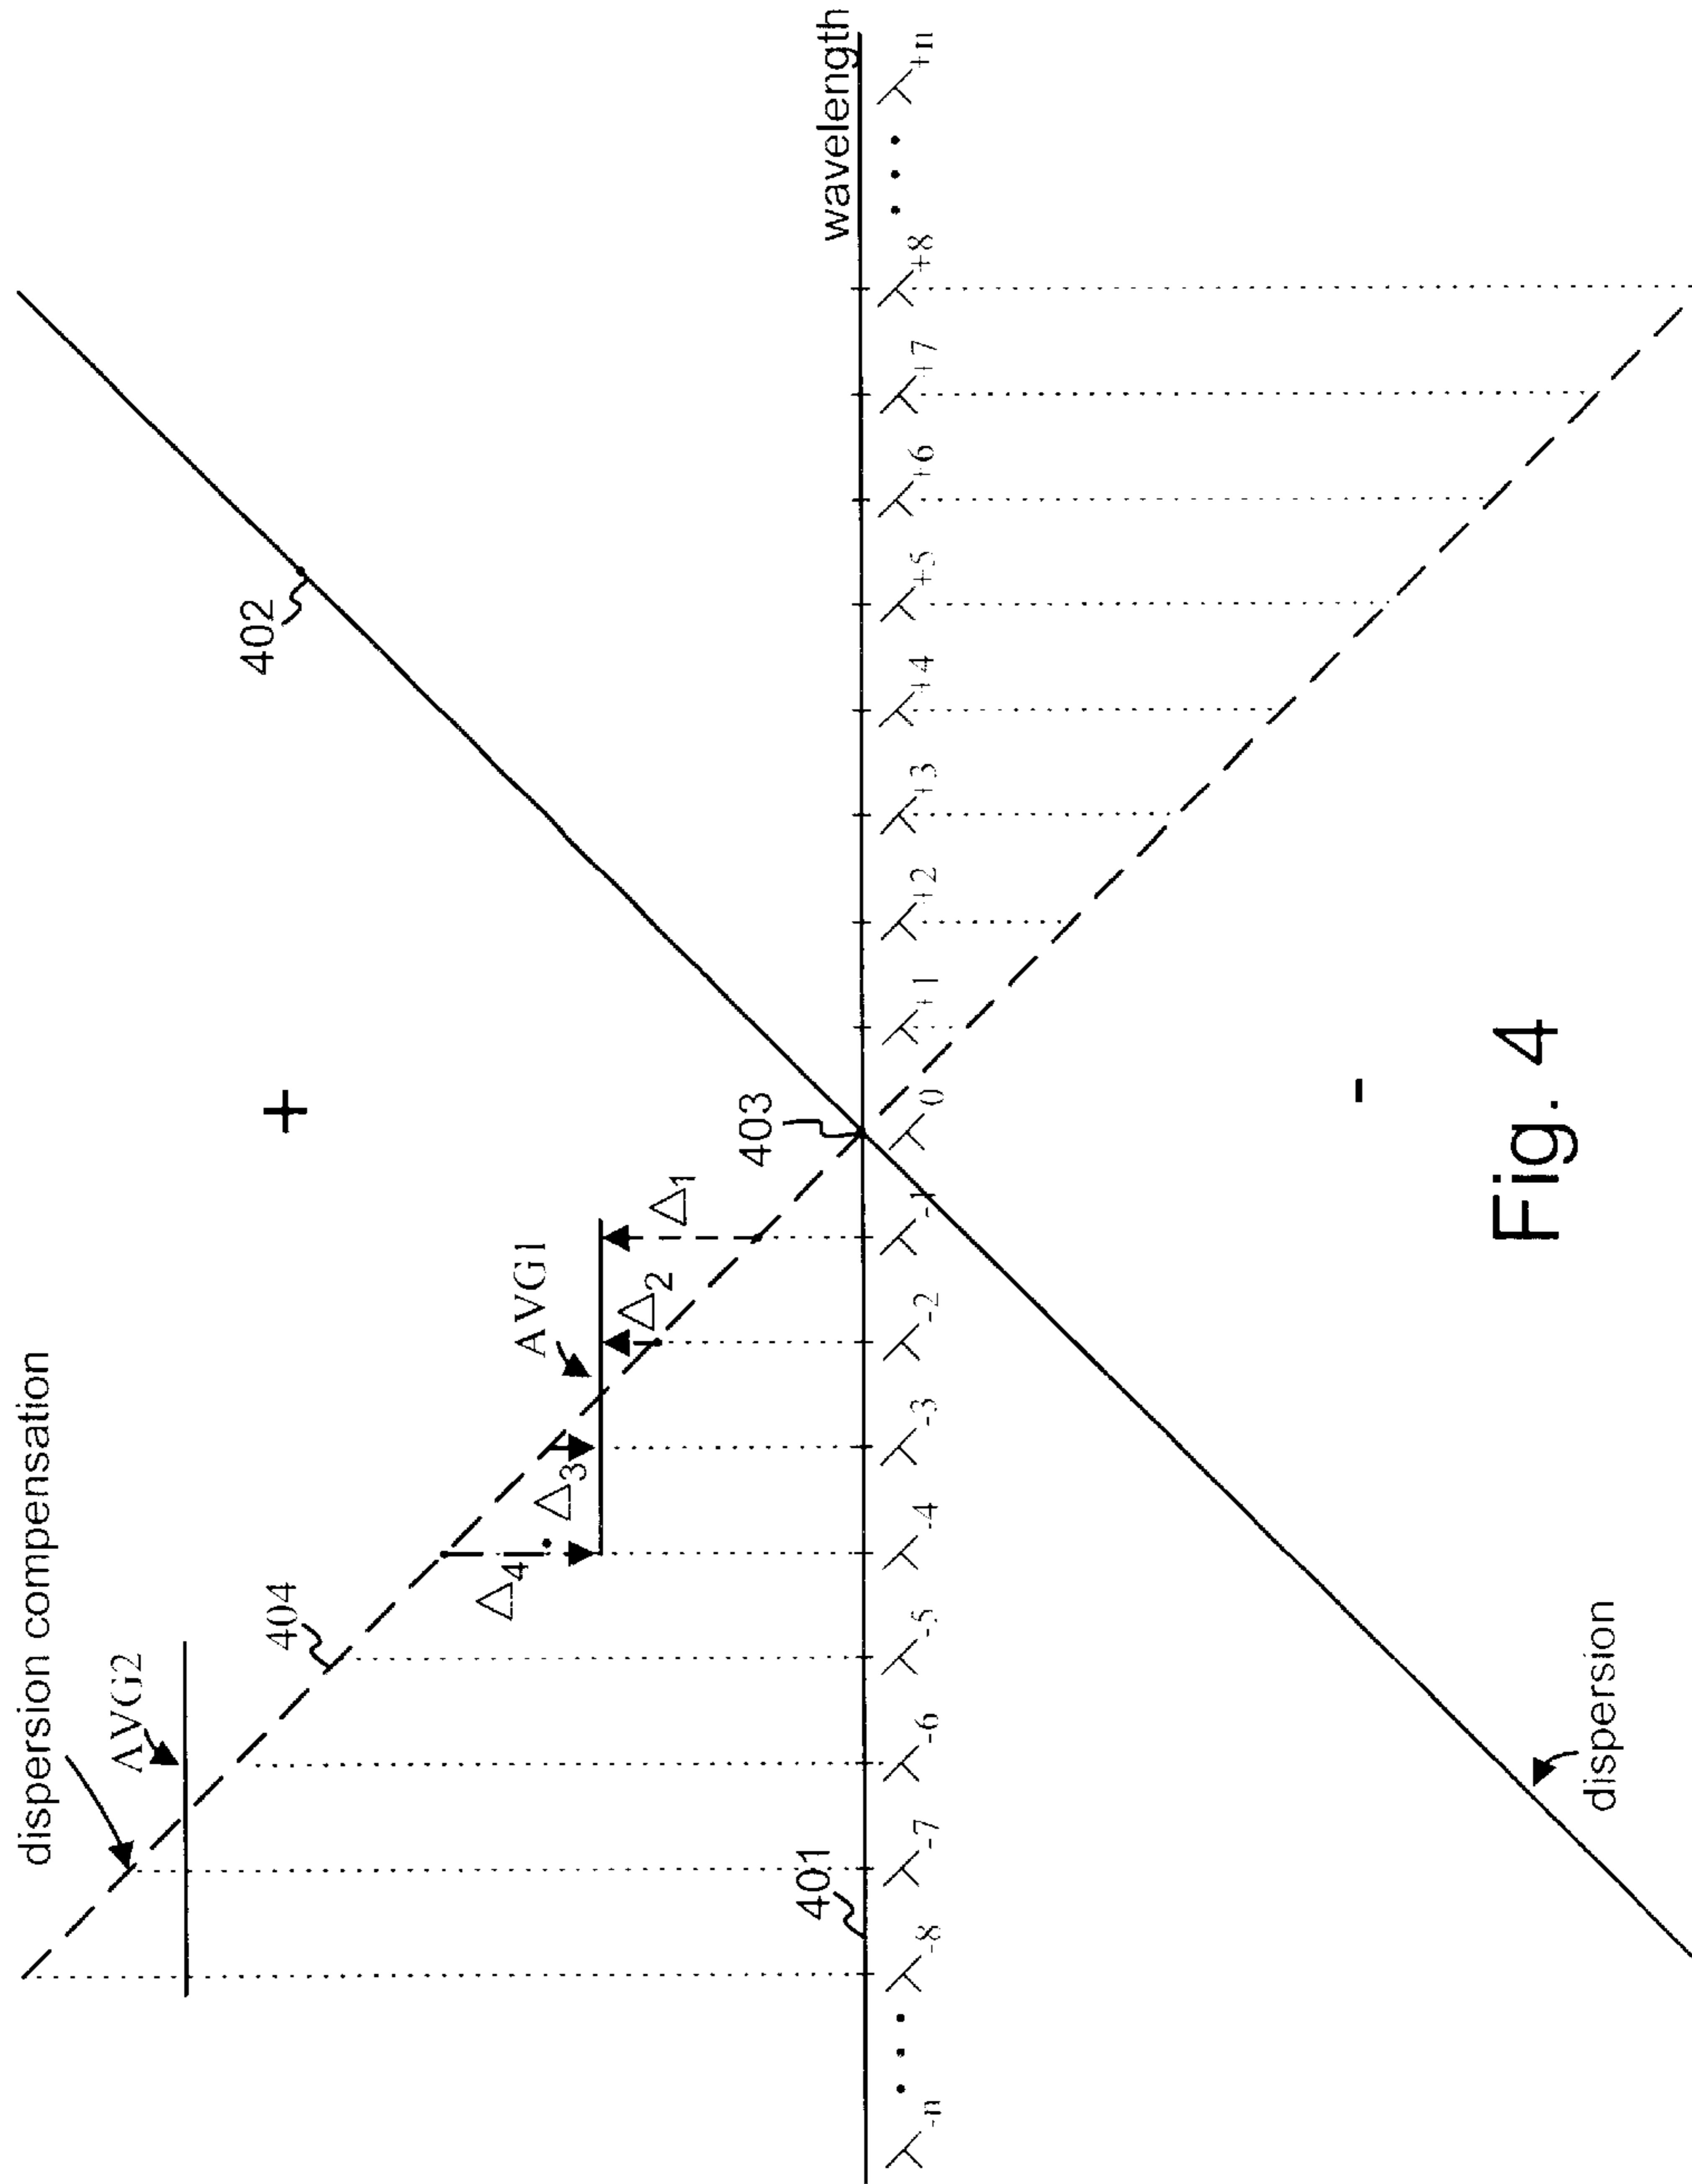 dispersion compensation
AVG2
404
+
402
AVG1
Δ4
Δ3
Δ2
Δ1
403
401
wavelength
λ-n
• • •
λ-8
λ-7
λ-6
λ-5
λ-4
λ-3
λ-2
λ-1
λ0
λ+1
λ+2
λ+3
λ+4
λ+5
λ+6
λ+7
λ+8
• • •
λ+n
-
dispersion
Fig. 4